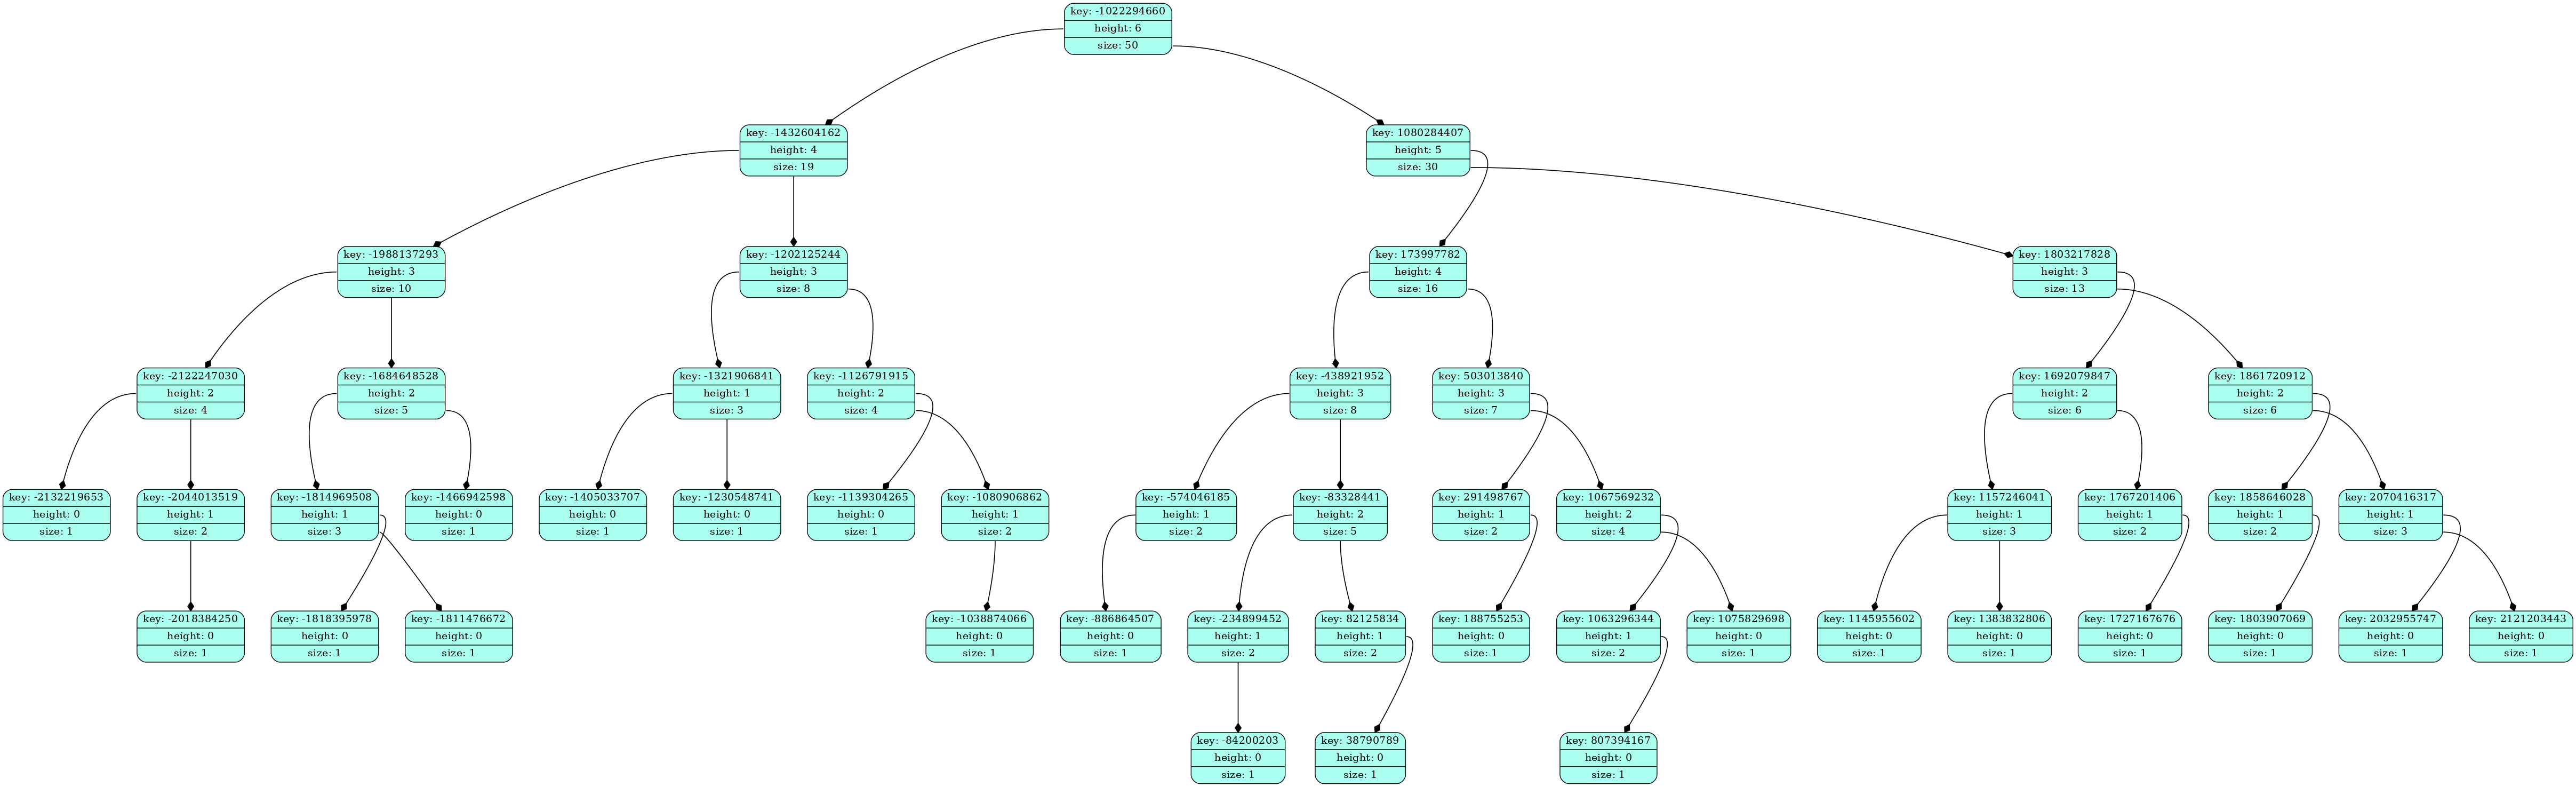 key: -1022294660
height: 6
size: 50
key: -1432604162
height: 4
size: 19
key: 1080284407
height: 5
size: 30
key: -1988137293
height: 3
size: 10
key: -1202125244
height: 3
size: 8
key: 173997782
height: 4
size: 16
key: 1803217828
height: 3
size: 13
key: -2122247030
height: 2
size: 4
key: -1684648528
height: 2
size: 5
key: -1321906841
height: 1
size: 3
key: -1126791915
height: 2
size: 4
key: -438921952
height: 3
size: 8
key: 503013840
height: 3
size: 7
key: 1692079847
height: 2
size: 6
key: 1861720912
height: 2
size: 6
key: -2132219653
height: 0
size: 1
key: -2044013519
height: 1
size: 2
key: -1814969508
height: 1
size: 3
key: -1466942598
height: 0
size: 1
key: -1405033707
height: 0
size: 1
key: -1230548741
height: 0
size: 1
key: -1139304265
height: 0
size: 1
key: -1080906862
height: 1
size: 2
key: -574046185
height: 1
size: 2
key: -83328441
height: 2
size: 5
key: 291498767
height: 1
size: 2
key: 1067569232
height: 2
size: 4
key: 1157246041
height: 1
size: 3
key: 1767201406
height: 1
size: 2
key: 1858646028
height: 1
size: 2
key: 2070416317
height: 1
size: 3
key: -2018384250
height: 0
size: 1
key: -1818395978
height: 0
size: 1
key: -1811476672
height: 0
size: 1
key: -1038874066
height: 0
size: 1
key: -886864507
height: 0
size: 1
key: -234899452
height: 1
size: 2
key: 82125834
height: 1
size: 2
key: 188755253
height: 0
size: 1
key: 1063296344
height: 1
size: 2
key: 1075829698
height: 0
size: 1
key: 1145955602
height: 0
size: 1
key: 1383832806
height: 0
size: 1
key: 1727167676
height: 0
size: 1
key: 1803907069
height: 0
size: 1
key: 2032955747
height: 0
size: 1
key: 2121203443
height: 0
size: 1
key: -84200203
height: 0
size: 1
key: 38790789
height: 0
size: 1
key: 807394167
height: 0
size: 1